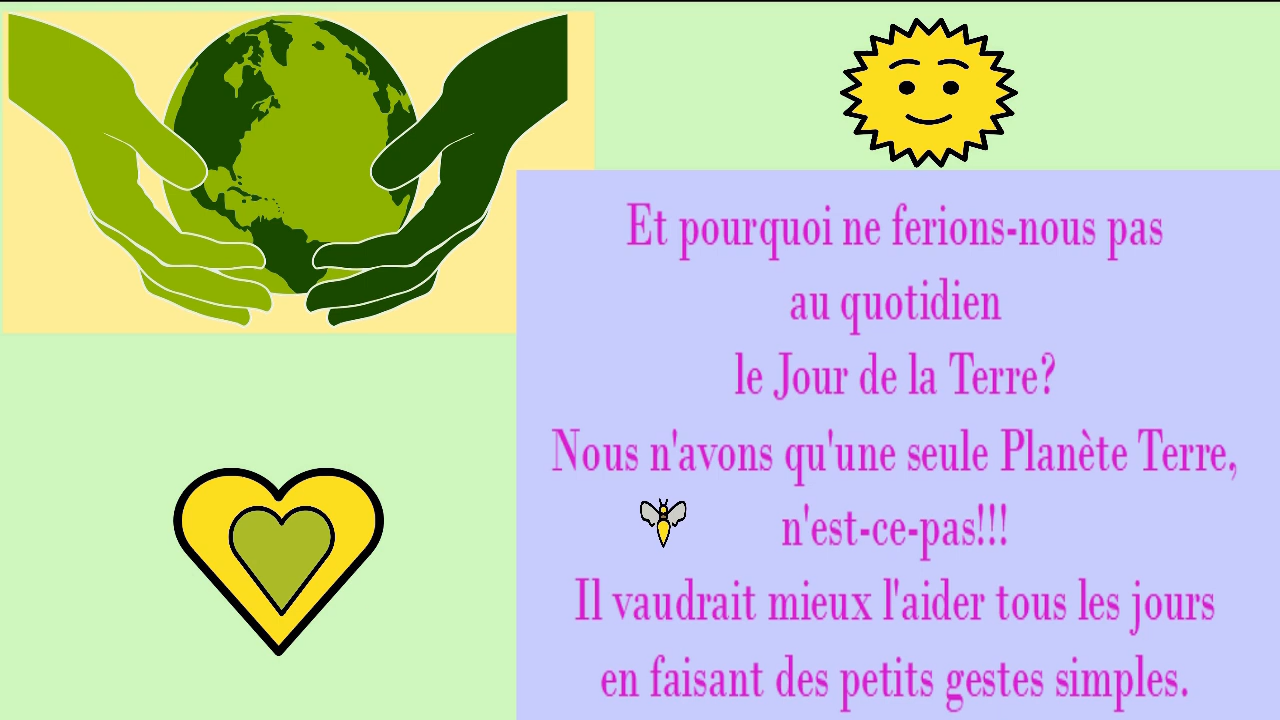 Et pourquoi ne ferions-nous pas
au quotidien
le Jour de la Terre?
Nous n'avons qu'une seule Planète Terre,
n'est-ce-pas!!!
Il vaudrait mieux l'aider tous les jours
en faisant des petits gestes simples.